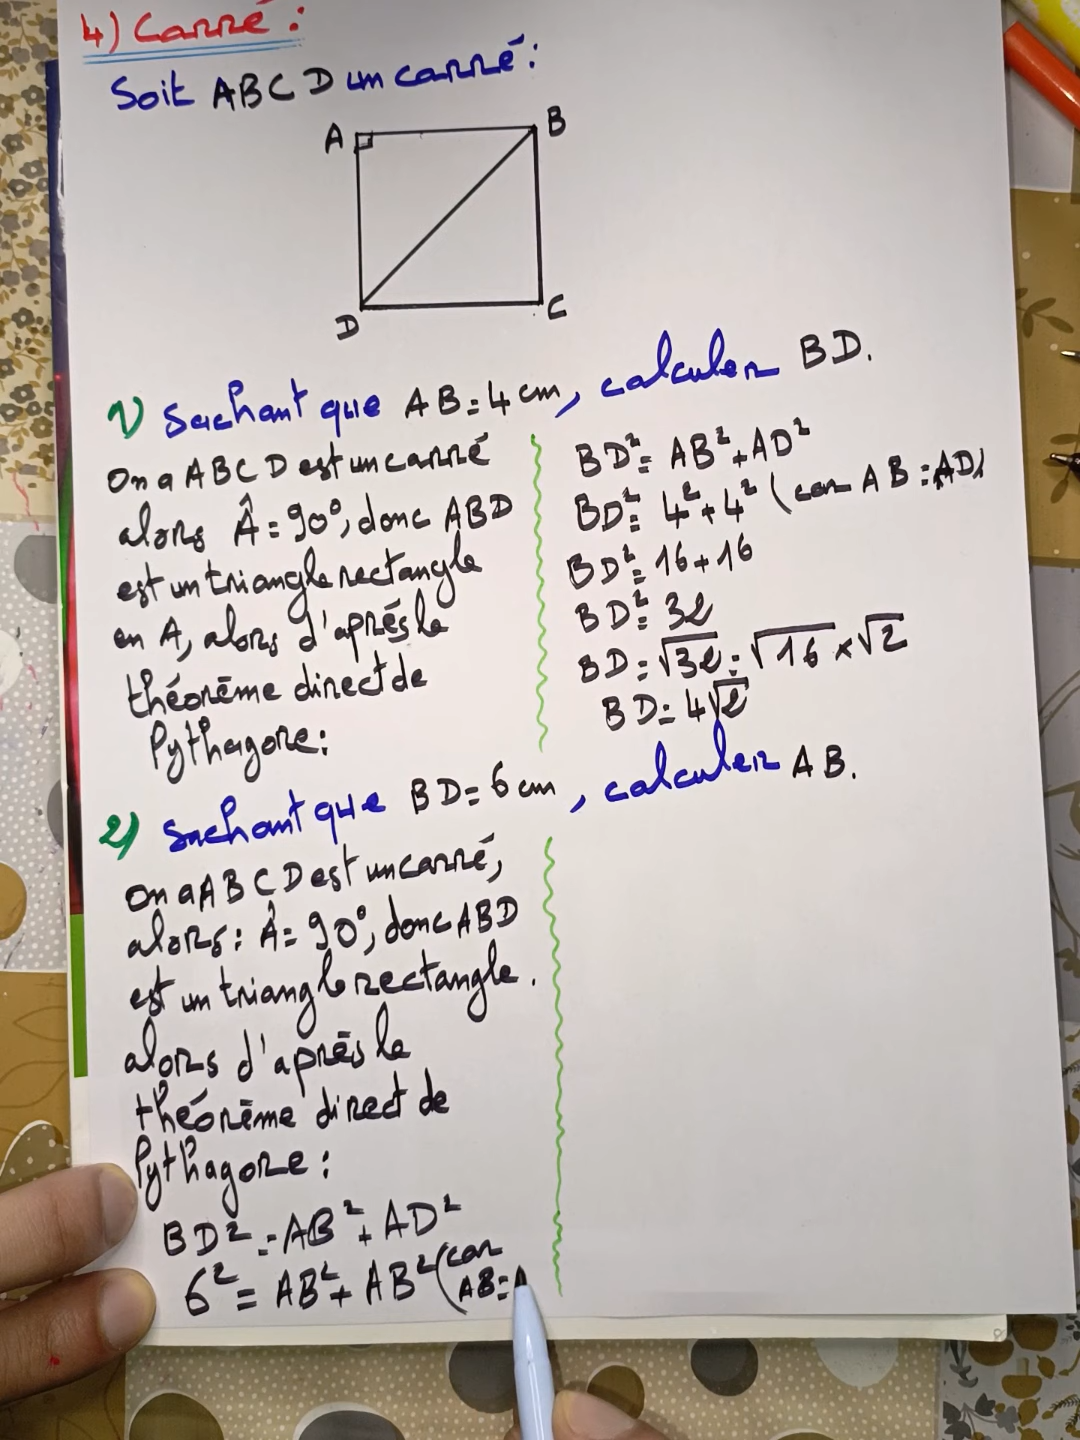 4) Carré :
Soit ABCD un carré :
A
B
D
C
1) Sachant que AB = 4 cm, calculer BD.
On a ABCD est un carré
alors Â = 90°, donc ABD
est un triangle rectangle
en A, alors d'après le
théorème direct de
Pythagore :
BD² = AB² + AD²
BD² = 4² + 4² (car AB = AD)
BD² = 16 + 16
BD² = 32
BD = √32 = √16 × √2
BD = 4√2
2) Sachant que BD = 6 cm, calculer AB.
On a ABCD est un carré,
alors : Â = 90°, donc ABD
est un triangle rectangle.
alors d'après le
théorème direct de
Pythagore :
BD² = AB² + AD²
6² = AB² + AB² (car
AB = A